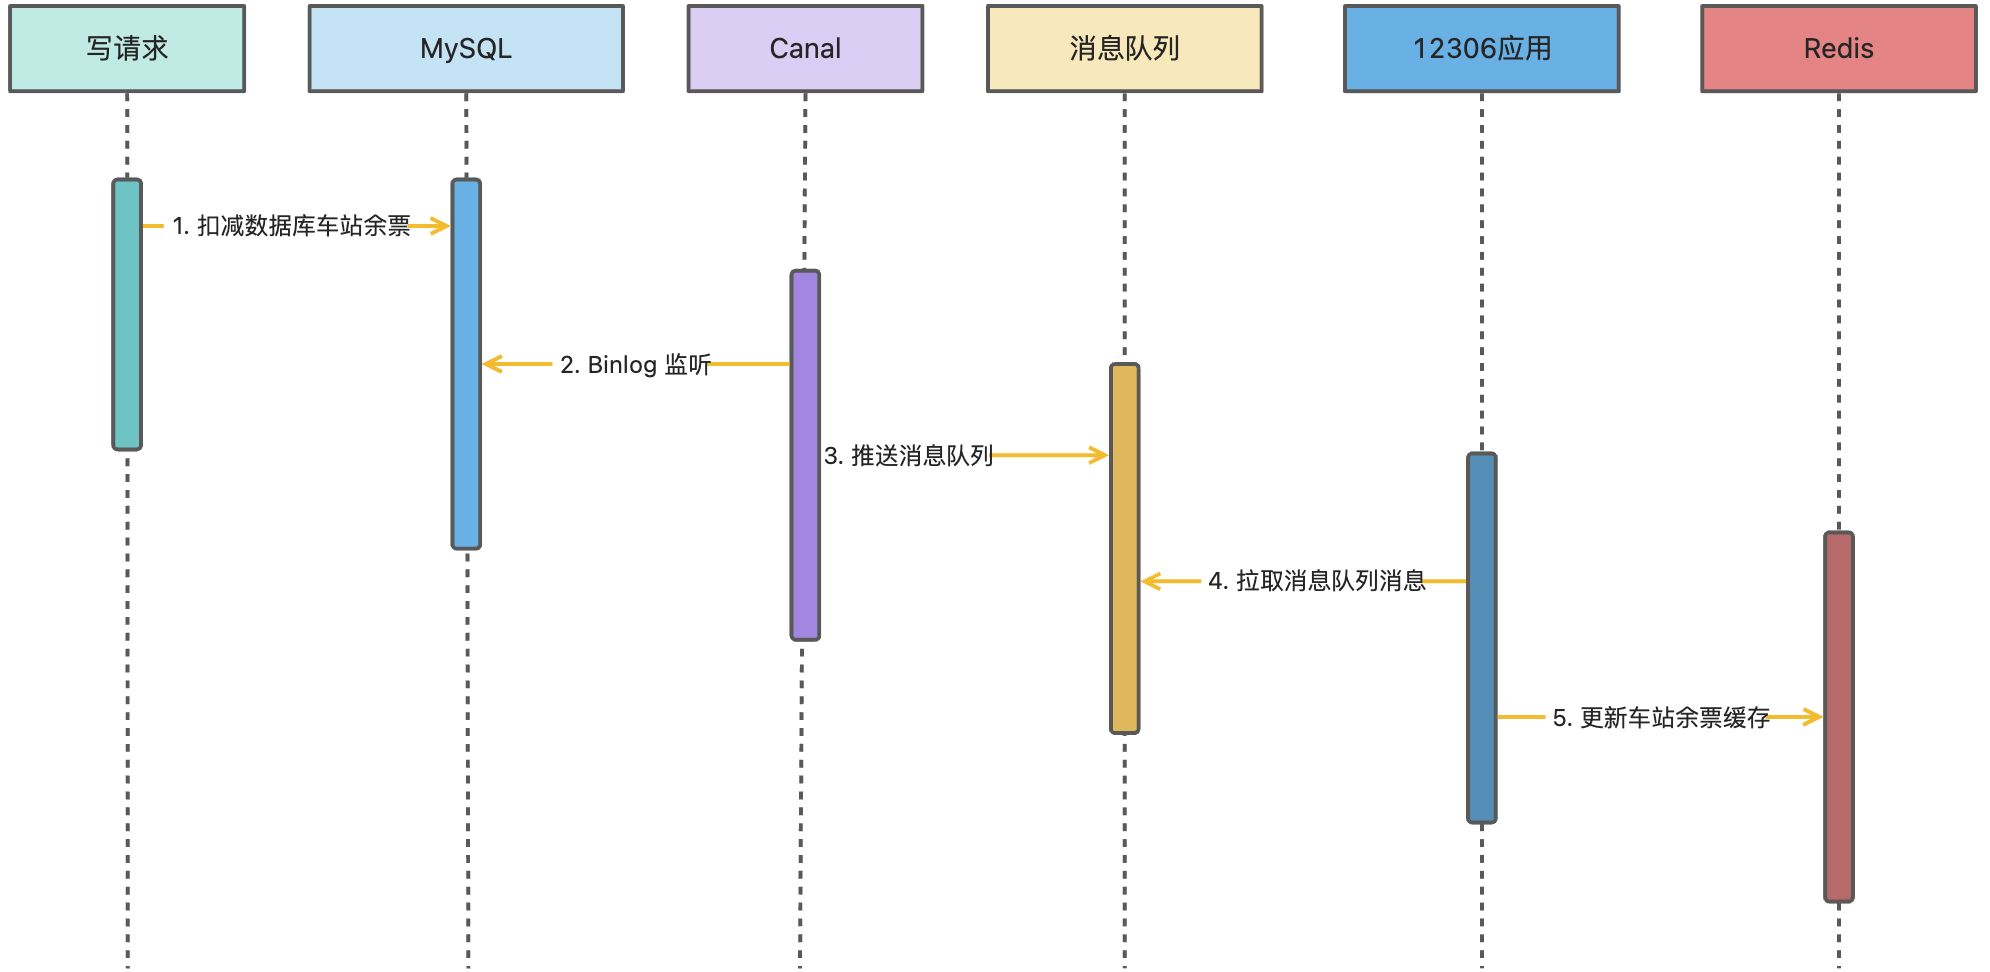 写请求
MySQL
Canal
消息队列
12306应用
Redis
1. 扣减数据库车站余票
2. Binlog 监听
3. 推送消息队列
4. 拉取消息队列消息
5. 更新车站余票缓存